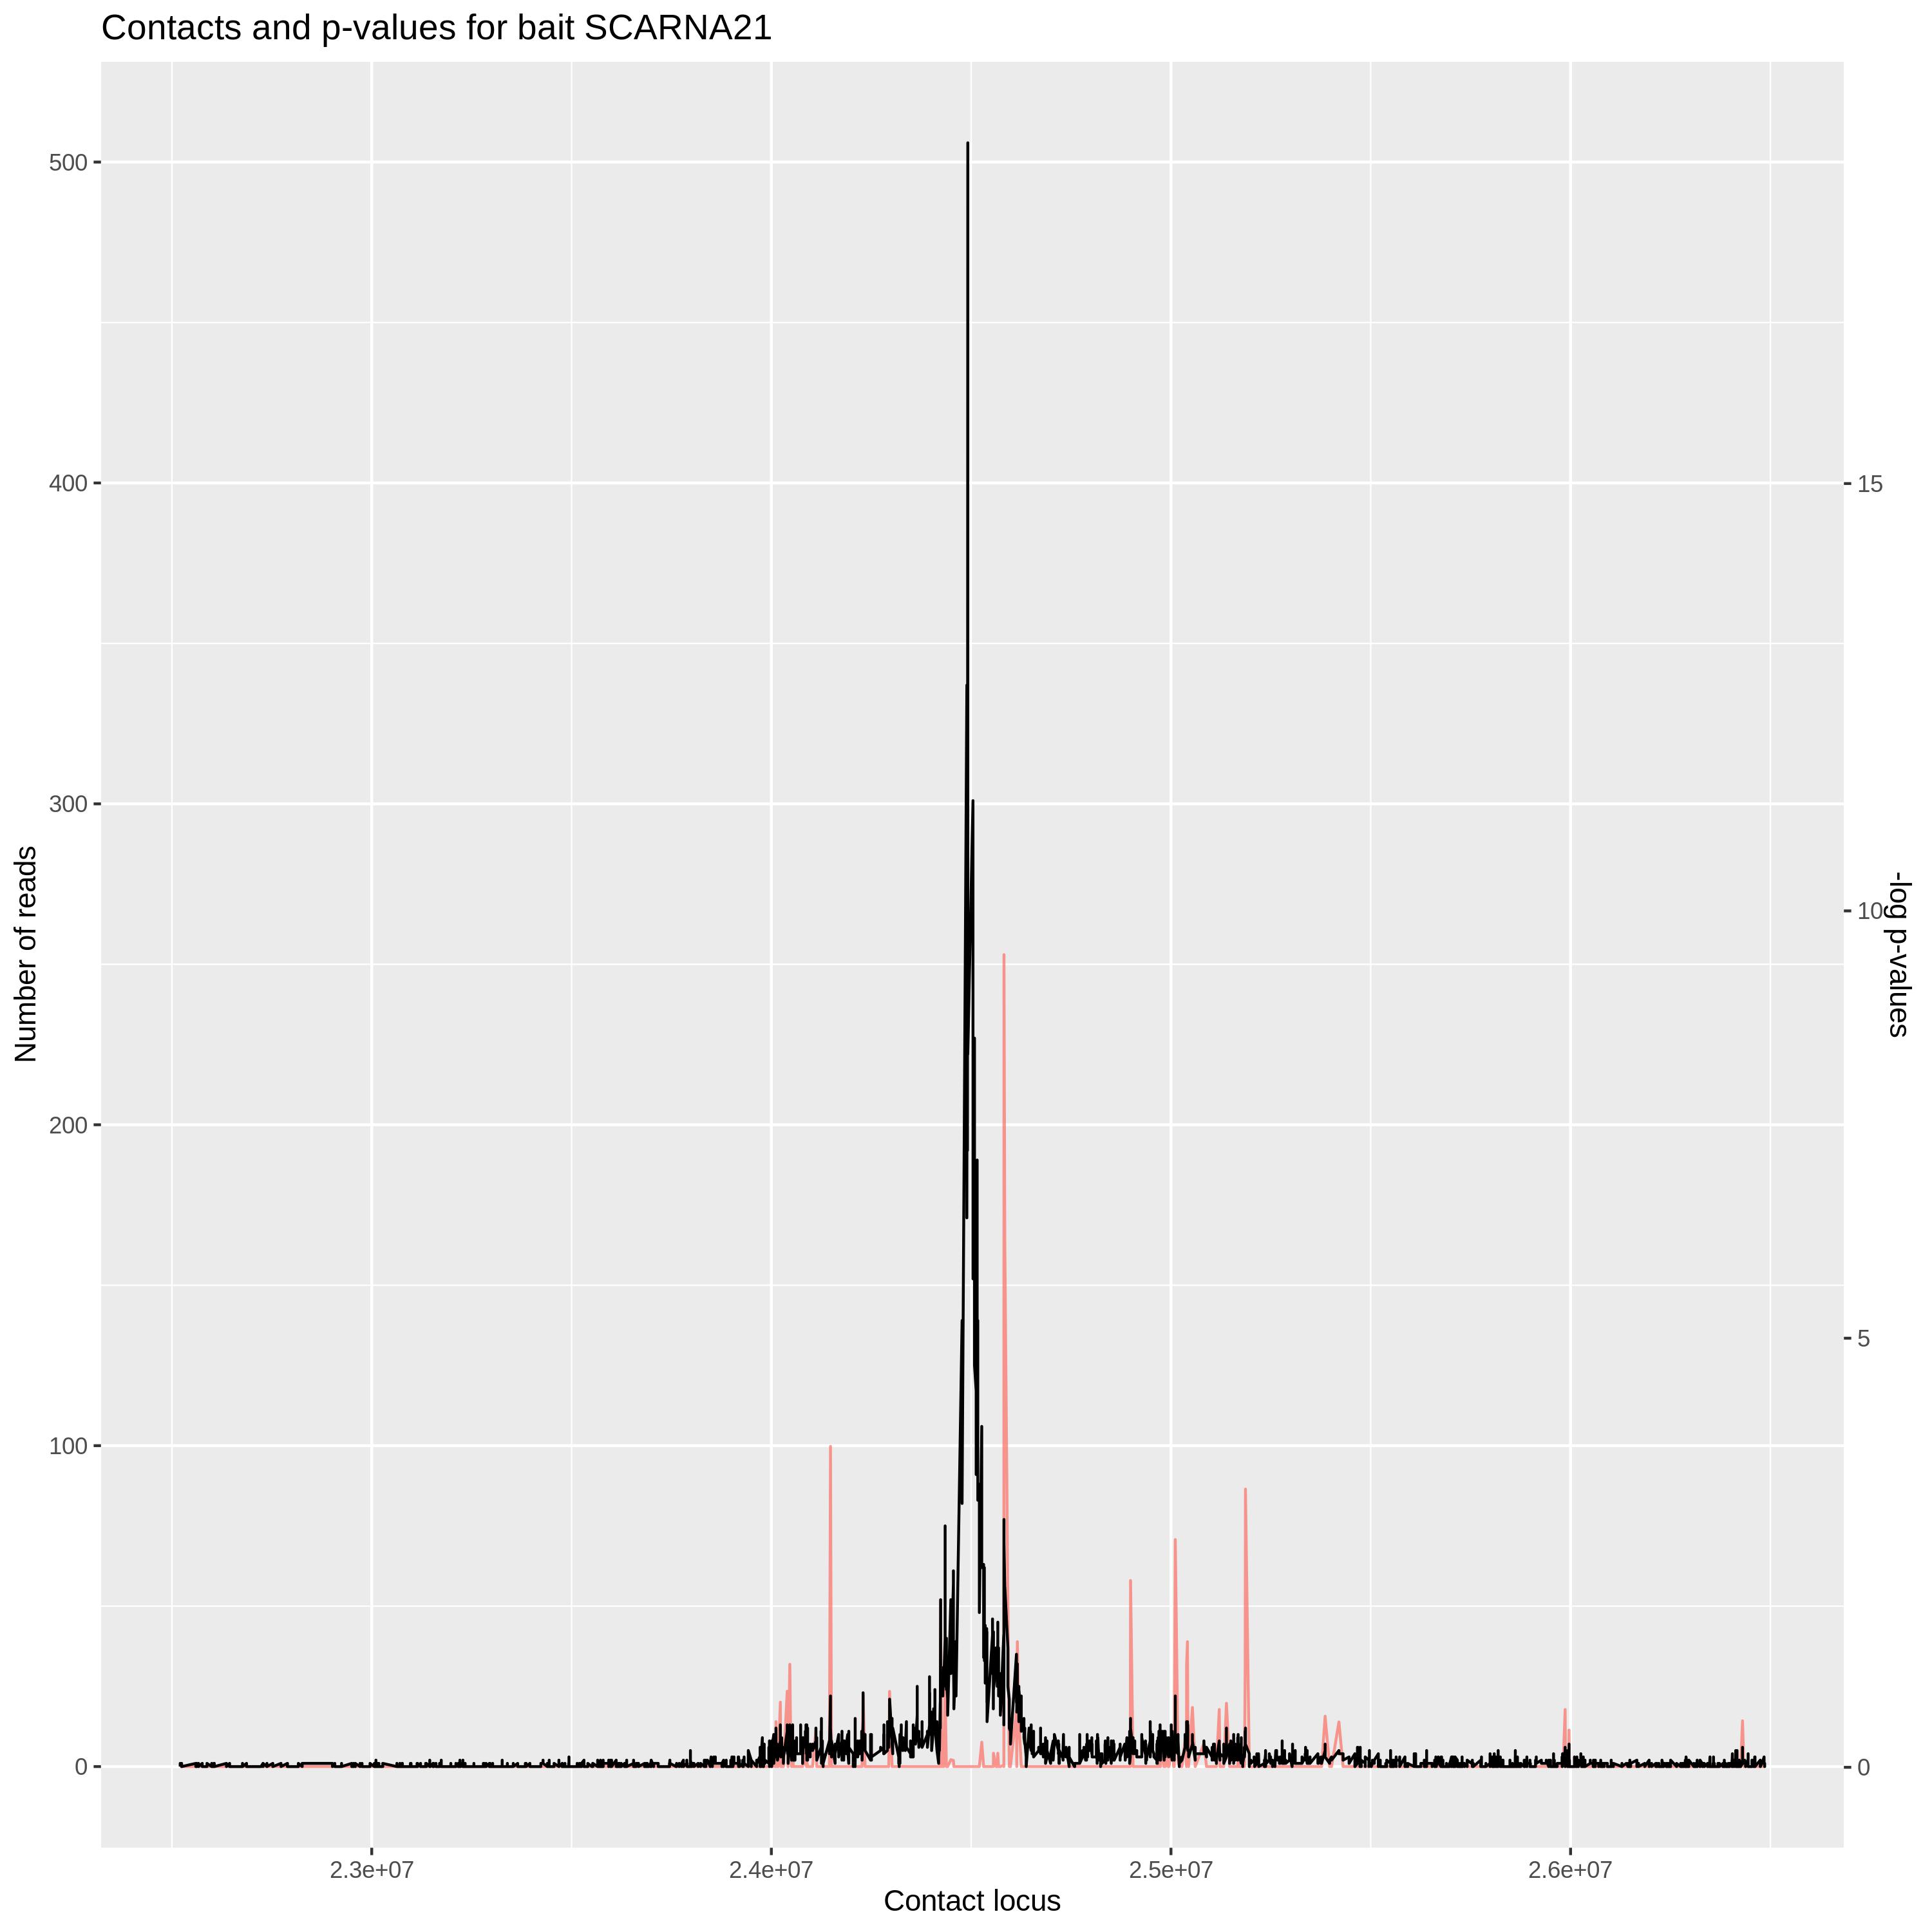 Contacts and p-values for bait SCARNA21
500
400
300
200
100
0
Number of reads
15
10
5
0
-log p-values
2.3e+07
2.4e+07
2.5e+07
2.6e+07
Contact locus